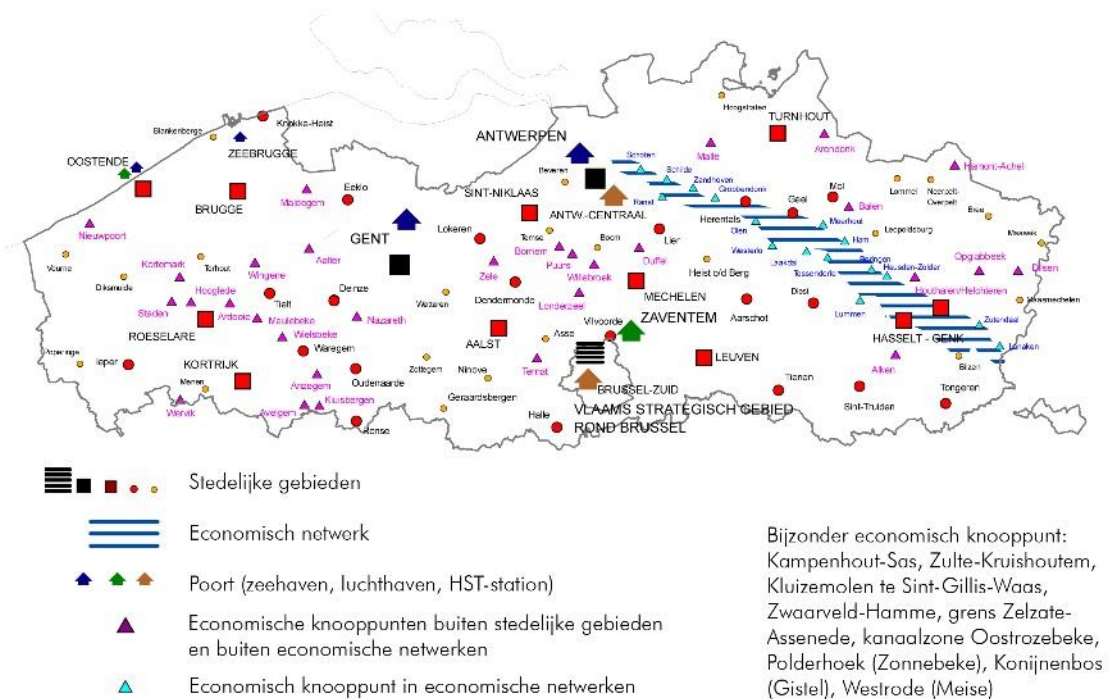 Hoogstraten
TURNHOUT
Knokke-Heist
Blankenberge
ANTWERPEN
ZEEBRUGGE
OOSTENDE
Malle
Arendonk
Schoten
Schilde
Zandhoven
Grobbendonk
Ranst
Beveren
Hamont-Achel
Lommel
Neerpelt-
Overpelt
Mol
Geel
Balen
Bree
Maaseik
BRUGGE
Maldegem
Eeklo
SINT-NIKLAAS
ANTW.-CENTRAAL
Herentals
Olen
Meerhout
Ham
Leopoldsburg
Nieuwpoort
GENT
Lokeren
Temse
Boom
Lier
Westerlo
Laakdal
Tessenderlo
Beringen
Heusden-Zolder
Opglabbeek
Dilsen
Veurne
Kortemark
Torhout
Wingene
Aalter
Zele
Bornem
Puurs
Willebroek
Duffel
Heist o/d Berg
Houthalen/Helchteren
Diksmuide
Hooglede
Staden
Ardooie
Tielt
Deinze
Wetteren
Dendermonde
Londerzeel
MECHELEN
Aarschot
Diest
Lummen
Maasmechelen
ROESELARE
Meulebeke
Wielsbeke
Nazareth
AALST
Asse
Vilvoorde
ZAVENTEM
HASSELT - GENK
Zutendaal
Lanaken
Poperinge
Ieper
KORTRIJK
Waregem
Zottegem
Ninove
Ternat
LEUVEN
Bilzen
Menen
Anzegem
Oudenaarde
Geraardsbergen
BRUSSEL-ZUID
Tienen
Alken
Tongeren
Wervik
Avelgem
Kluisbergen
Ronse
Halle
VLAAMS STRATEGISCH GEBIED
ROND BRUSSEL
Sint-Truiden
Stedelijke gebieden
Economisch netwerk
Poort (zeehaven, luchthaven, HST-station)
Economische knooppunten buiten stedelijke gebieden
en buiten economische netwerken
Economisch knooppunt in economische netwerken
Bijzonder economisch knooppunt:
Kampenhout-Sas, Zulte-Kruishoutem,
Kluizemolen te Sint-Gillis-Waas,
Zwaarveld-Hamme, grens Zelzate-
Assenede, kanaalzone Oostrozebeke,
Polderhoek (Zonnebeke), Konijnenbos
(Gistel), Westrode (Meise)